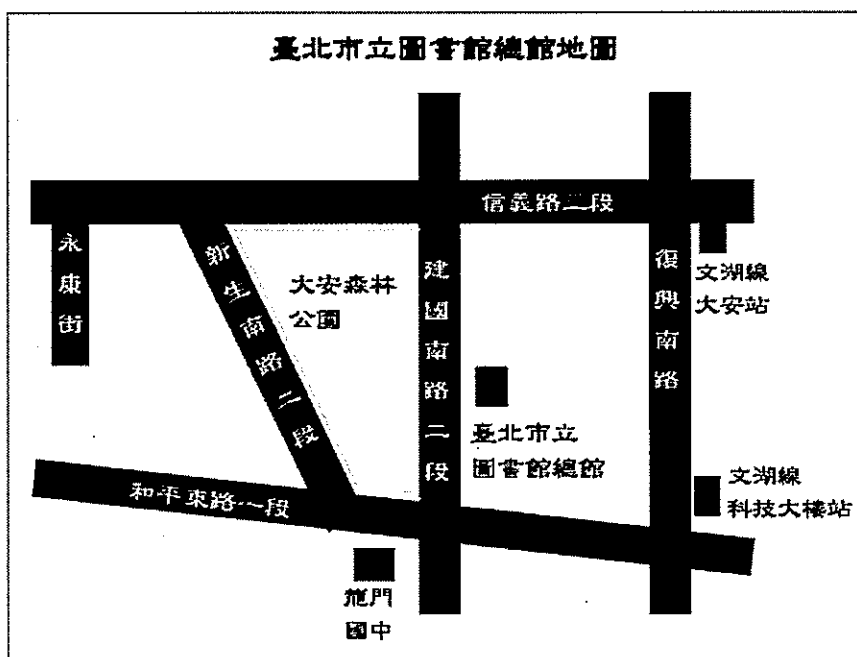 臺北市立圖書館總館地圖
信義路三段
永康街
新生南路二段
大安森林
公園
建國南路二段
復興南路
文湖線
大安站
臺北市立
圖書館總館
文湖線
科技大樓站
和平東路一段
龍門
國中